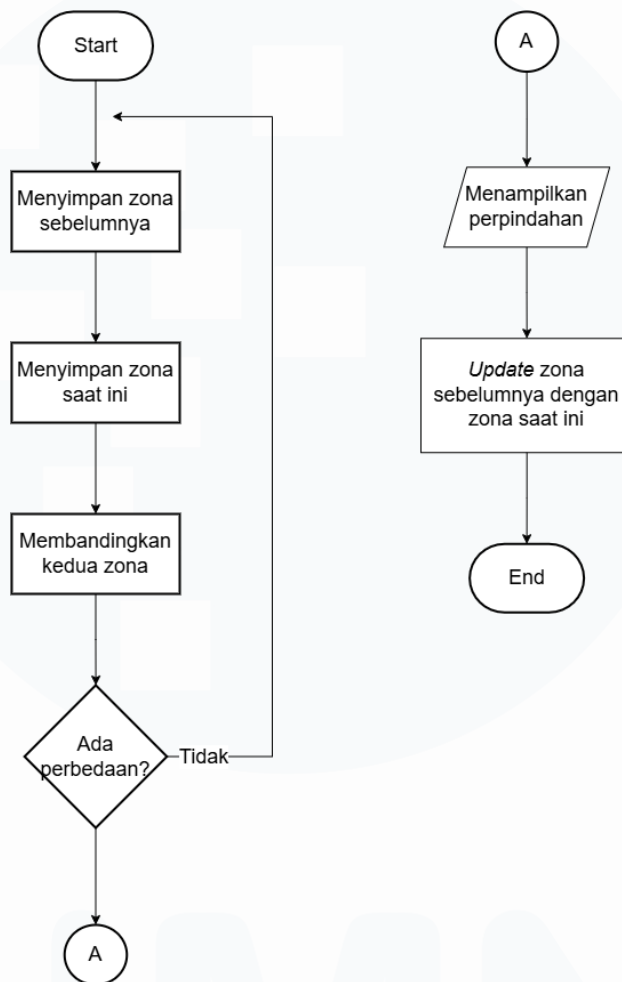 Start
Menyimpan zona
sebelumnya
Menyimpan zona
saat ini
Membandingkan
kedua zona
Ada
perbedaan?
Tidak
A
A
Menampilkan
perpindahan
Update zona
sebelumnya dengan
zona saat ini
End